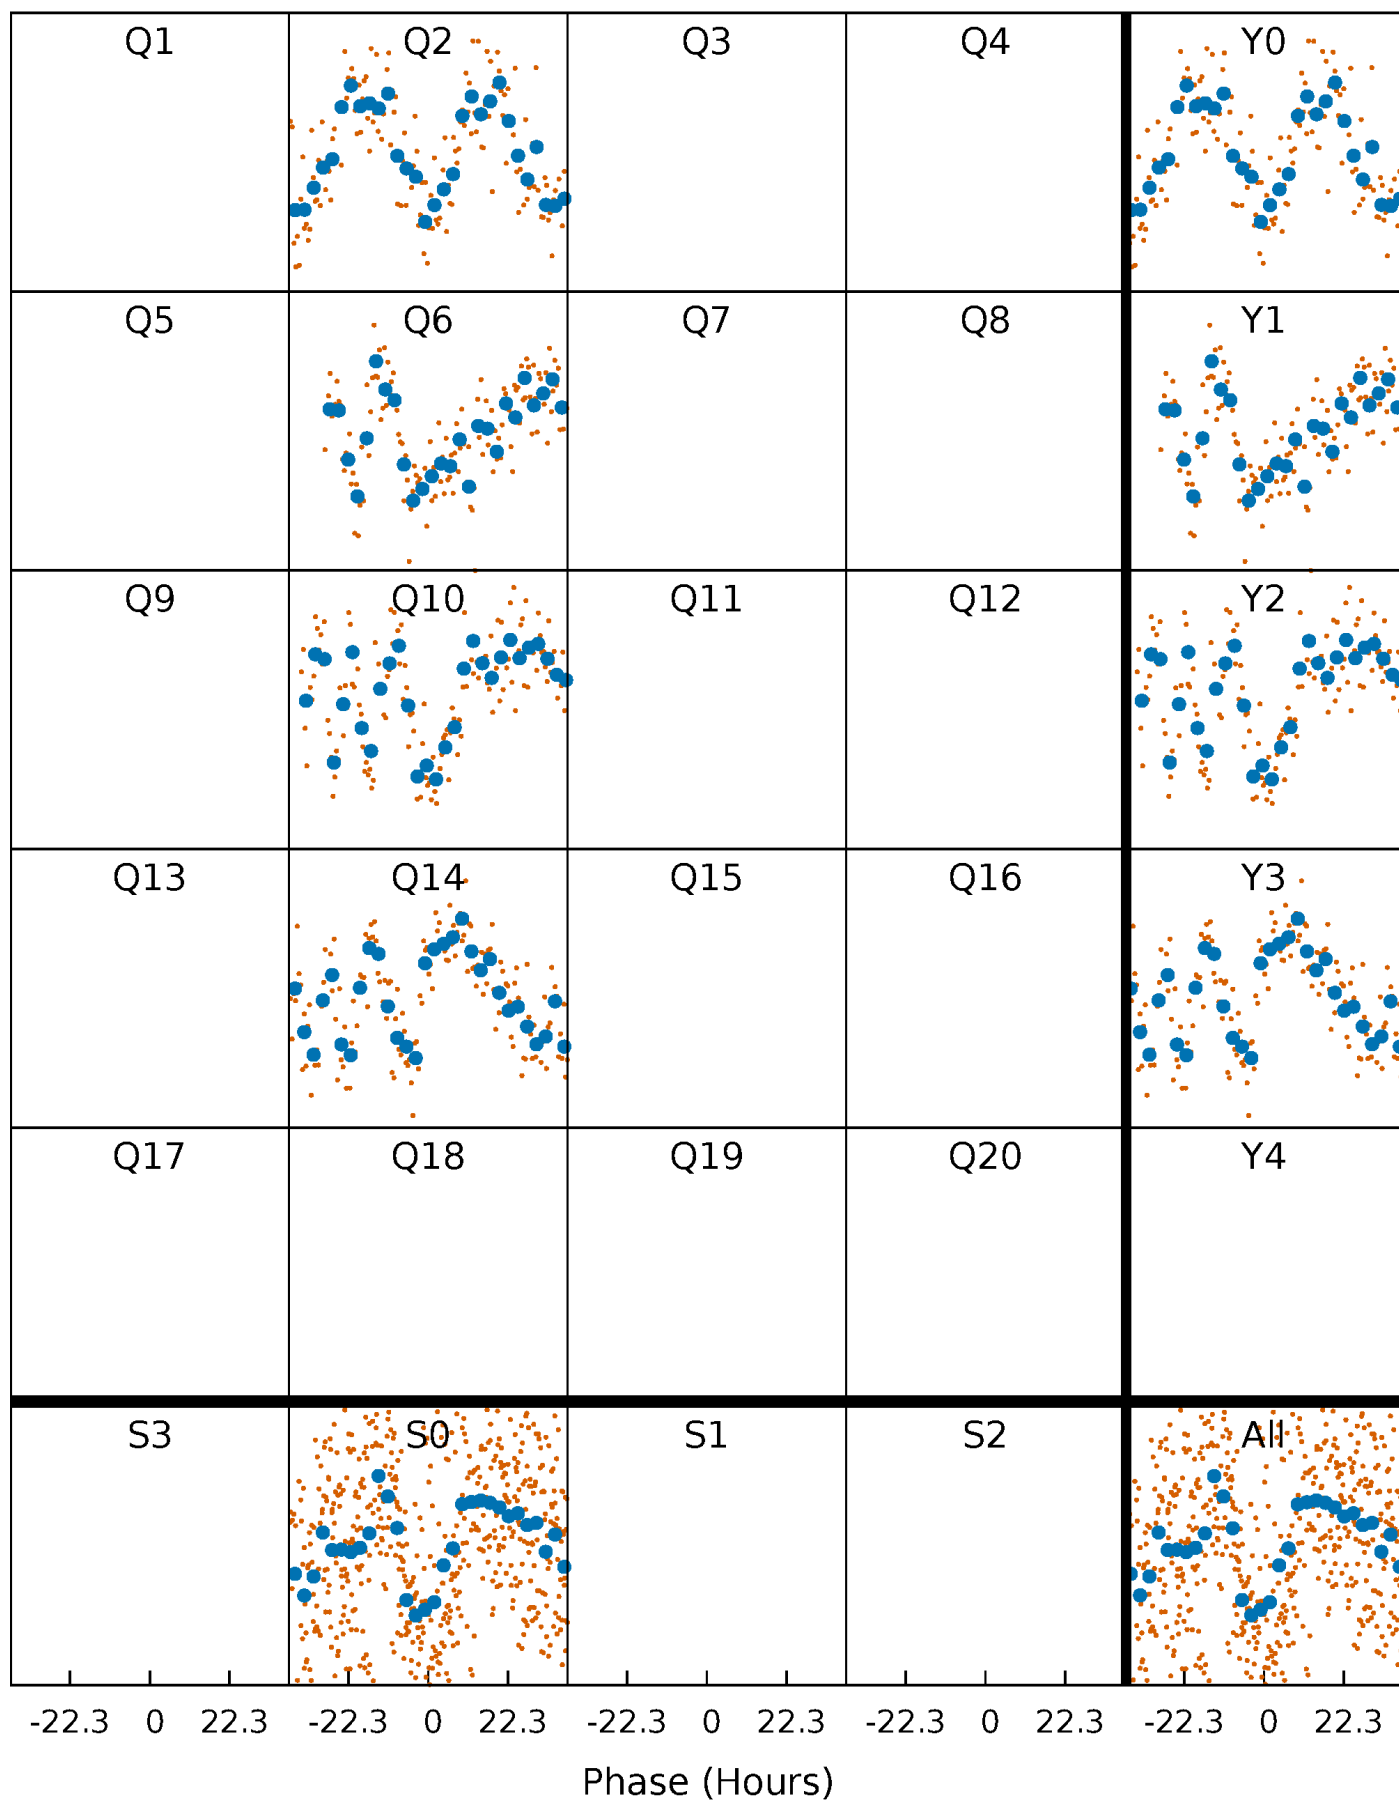 Q1 Q2 Q3 Q4 Y0
Q5 Q6 Q7 Q8 Y1
Q9 Q10 Q11 Q12 Y2
Q13 Q14 Q15 Q16 Y3
Q17 Q18 Q19 Q20 Y4
S3 S0 S1 S2 All
-22.3 0 22.3 -22.3 0 22.3 -22.3 0 22.3 -22.3 0 22.3 -22.3 0 22.3
Phase (Hours)